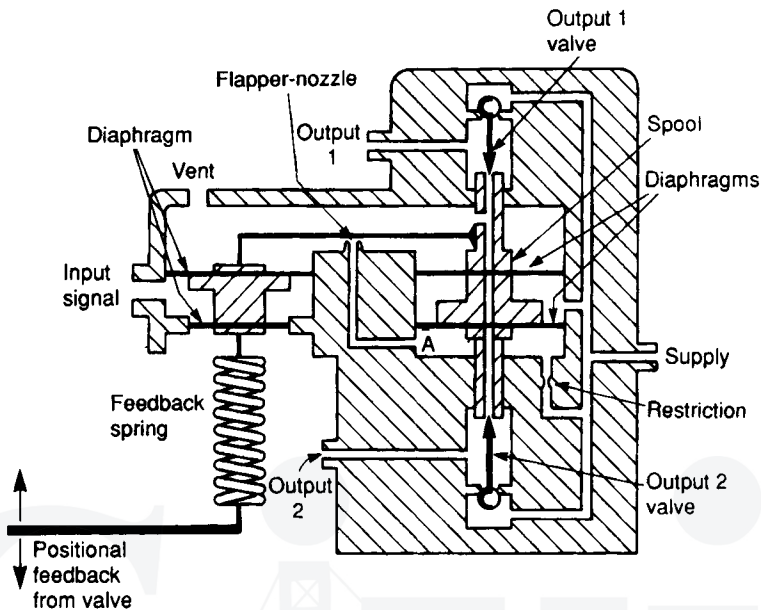 Output 1
valve
Flapper-nozzle
Output
1
Spool
Diaphragm
Vent
Diaphragms
Input
signal
A
Supply
Feedback
spring
Restriction
Output
2
Output 2
valve
Positional
feedback
from valve